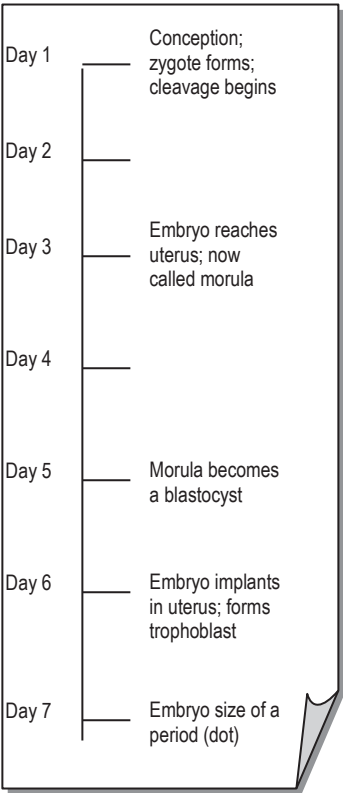 Day 1
Conception;
zygote forms;
cleavage begins
Day 2
Day 3
Embryo reaches
uterus; now
called morula
Day 4
Day 5
Morula becomes
a blastocyst
Day 6
Embryo implants
in uterus; forms
trophoblast
Day 7
Embryo size of a
period (dot)